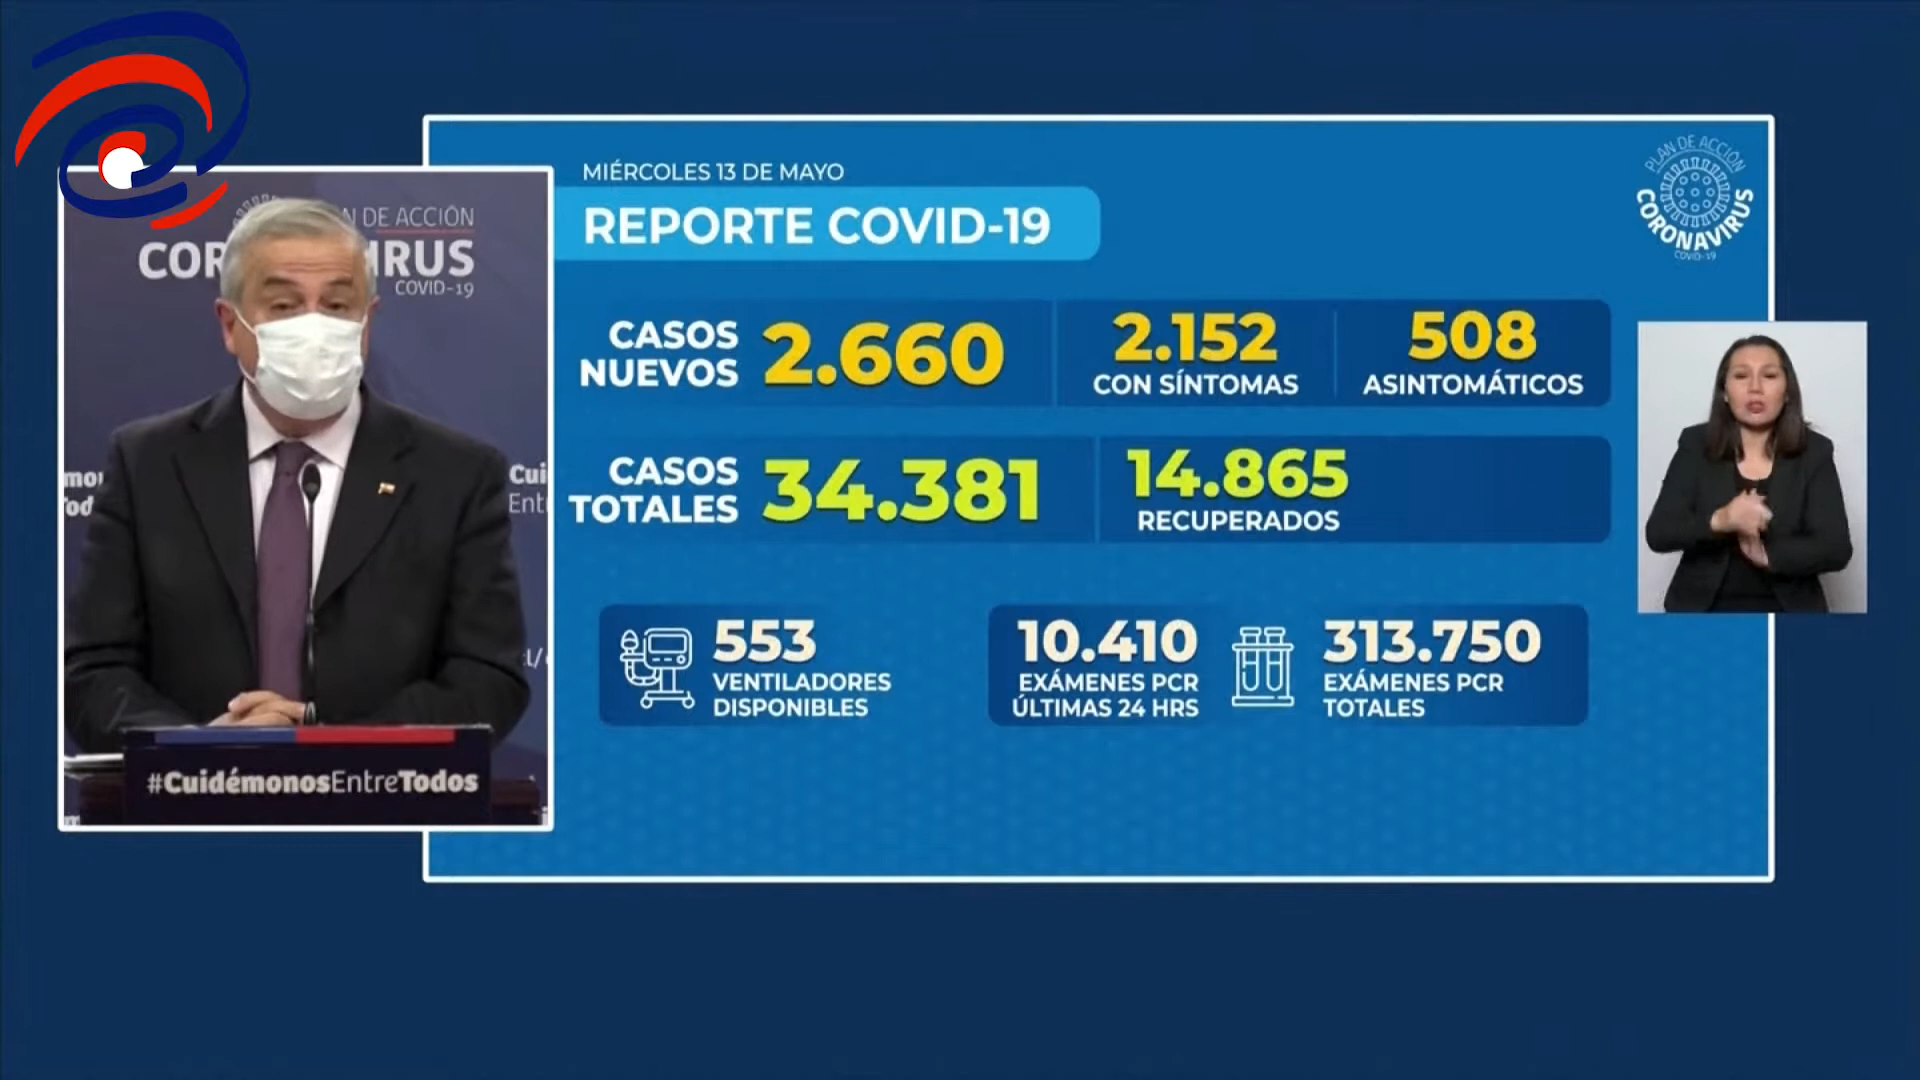 MIÉRCOLES 13 DE MAYO
REPORTE COVID-19
PLAN DE ACCIÓN
CORONAVIRUS
COVID-19
CASOS
NUEVOS
2.660
2.152
CON SÍNTOMAS
508
ASINTOMÁTICOS
CASOS
TOTALES
34.381
14.865
RECUPERADOS
553
VENTILADORES
DISPONIBLES
10.410
EXÁMENES PCR
ÚLTIMAS 24 HRS
313.750
EXÁMENES PCR
TOTALES
DE ACCIÓN
COVID-19
#CuidémonosEntreTodos